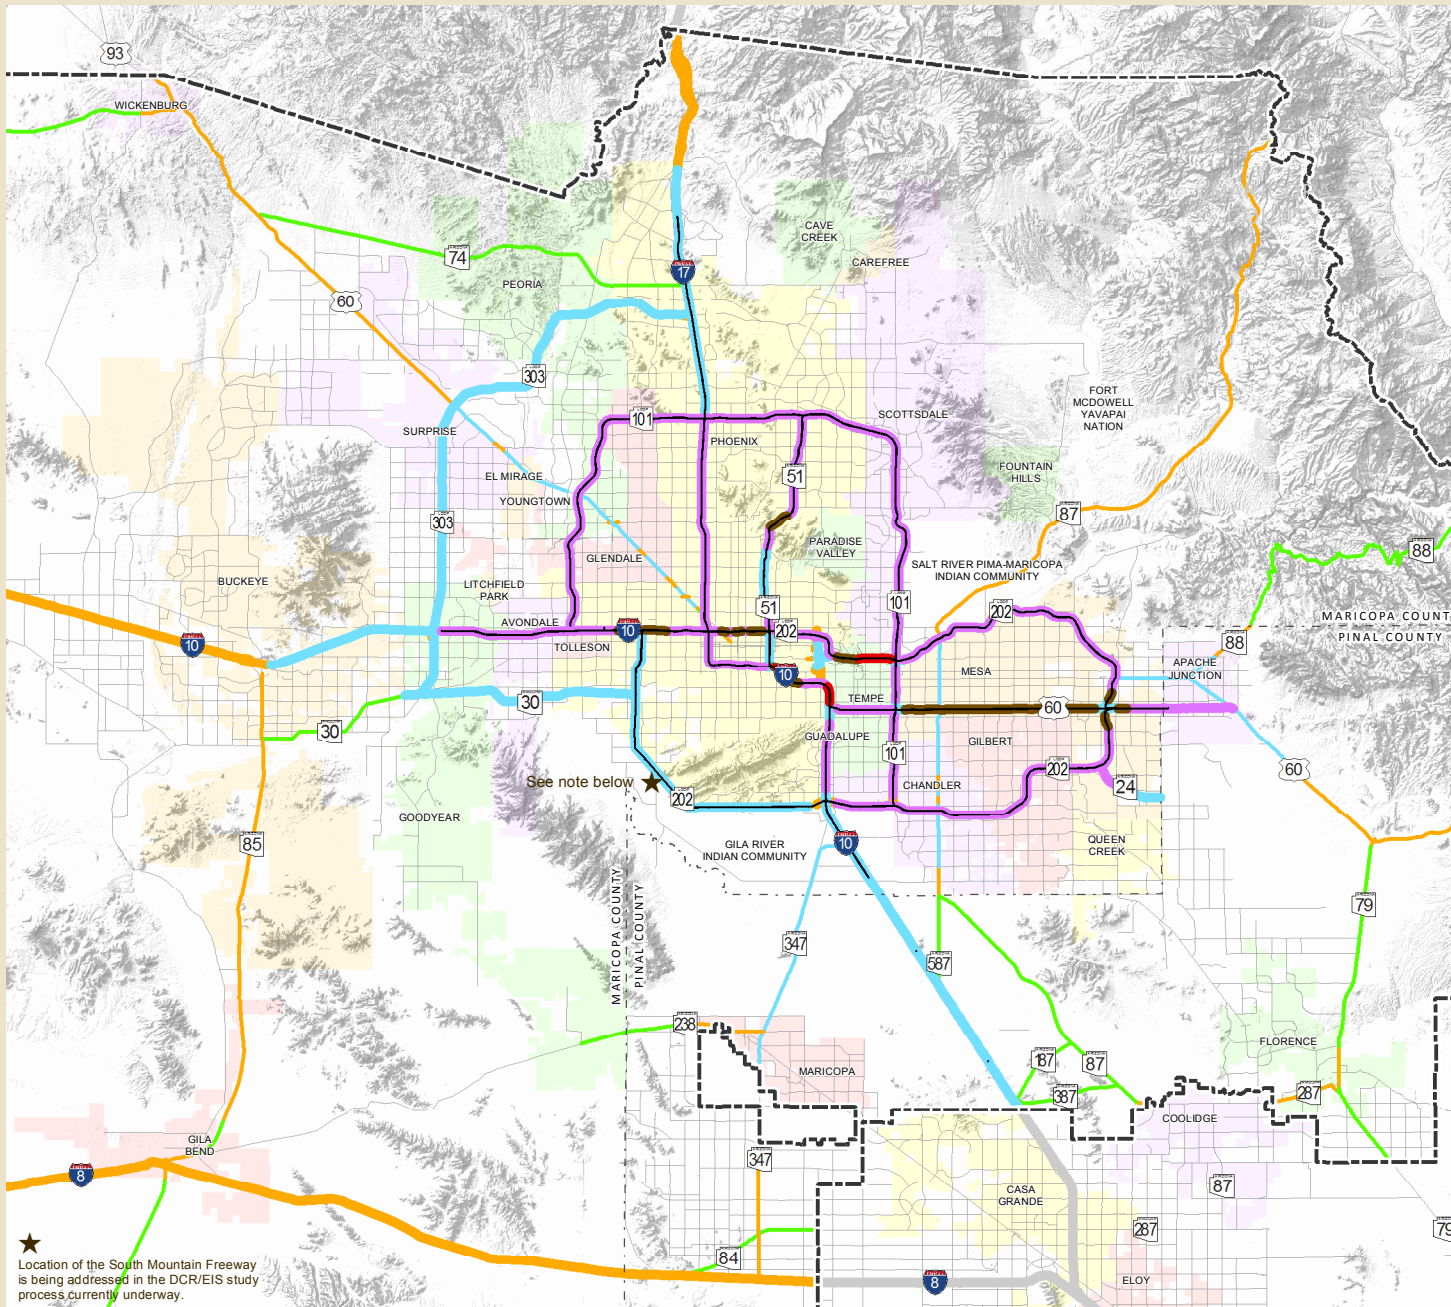 93
WICKENBURG
CAVE
CREEK
74
CAREFREE
17
PEORIA
60
303
FORT
MCDOWELL
YAVAPAI
NATION
101
SCOTTSDALE
SURPRISE
PHOENIX
FOUNTAIN
HILLS
EL MIRAGE
51
YOUNGTOWN
87
303
PARADISE
VALLEY
88
GLENDALE
SALT RIVER PIMA-MARICOPA
INDIAN COMMUNITY
BUCKEYE
LITCHFIELD
PARK
101
51
202
MARICOPA COUNT
AVONDALE
10
202
PINAL COUNTY
10
TOLLESON
88
APACHE
JUNCTION
MESA
10
TEMPE
30
60
30
GUADALUPE
GILBERT
101
202
60
See note below
CHANDLER
24
202
GOODYEAR
85
10
GILA RIVER
INDIAN COMMUNITY
QUEEN
CREEK
79
MARICOPA COUNTY
PINAL COUNTY
347
587
238
FLORENCE
187
87
MARICOPA
287
387
COOLIDGE
GILA
BEND
347
8
87
CASA
GRANDE
287
79
84
8
ELOY
Location of the South Mountain Freeway
is being addressed in the DCR/EIS study
process currently underway.